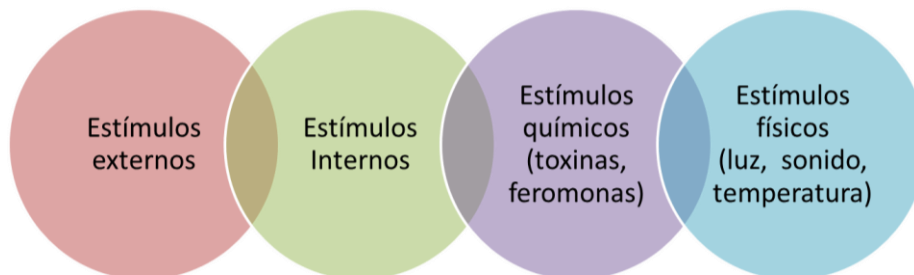 Estímulos
externos
Estímulos
Internos
Estímulos
químicos
(toxinas,
feromonas)
Estímulos
físicos
(luz, sonido,
temperatura)